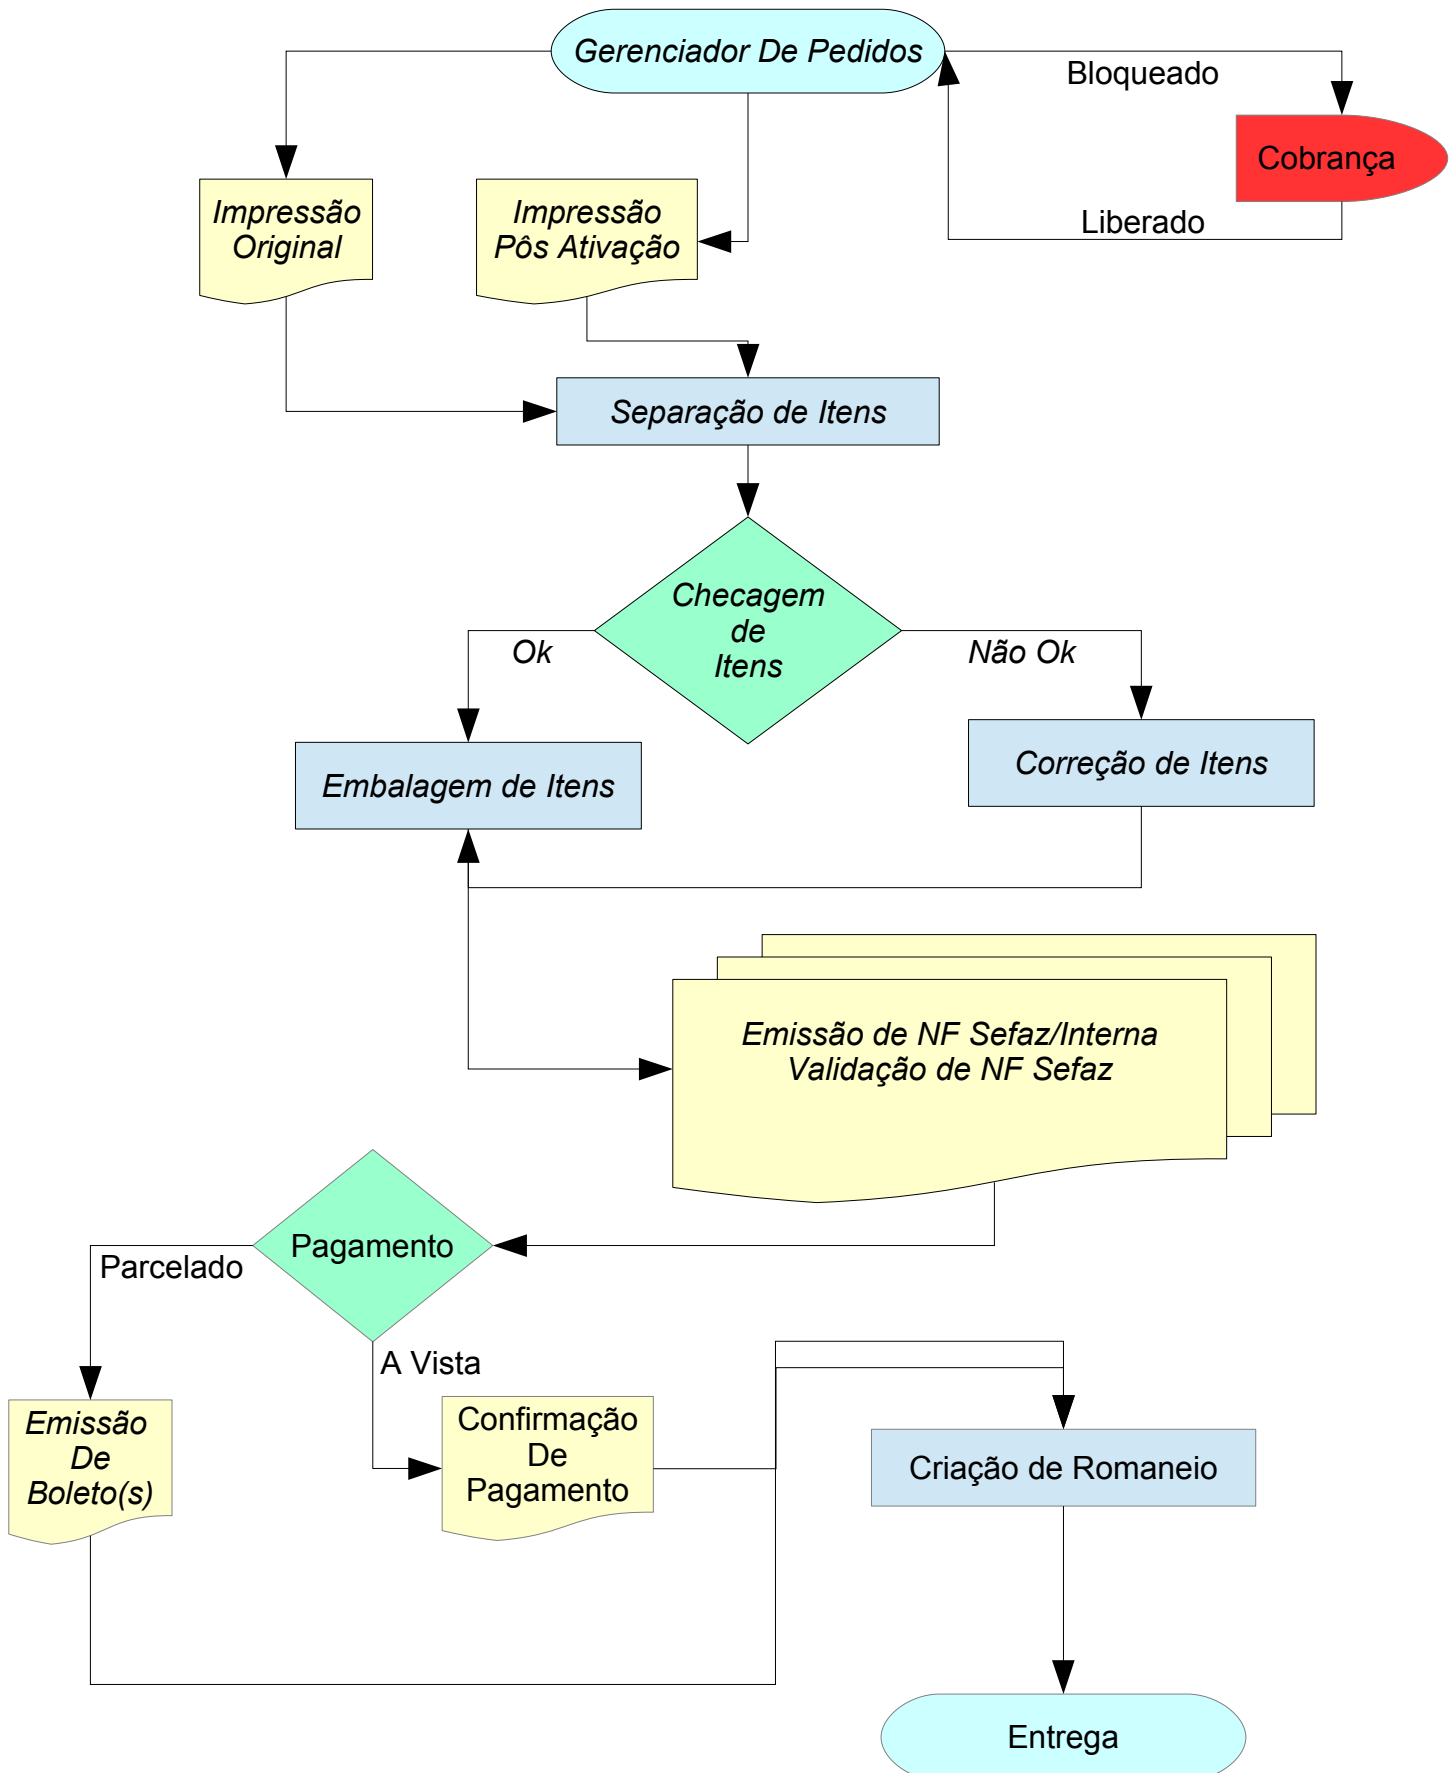 Gerenciador De Pedidos
Bloqueado
Cobrança
Liberado
Impressão
Original
Impressão
Pôs Ativação
Separação de Itens
Checagem
de
Itens
Ok
Não Ok
Embalagem de Itens
Correção de Itens
Emissão de NF Sefaz/Interna
Validação de NF Sefaz
Pagamento
Parcelado
A Vista
Emissão
De
Boleto(s)
Confirmação
De
Pagamento
Criação de Romaneio
Entrega